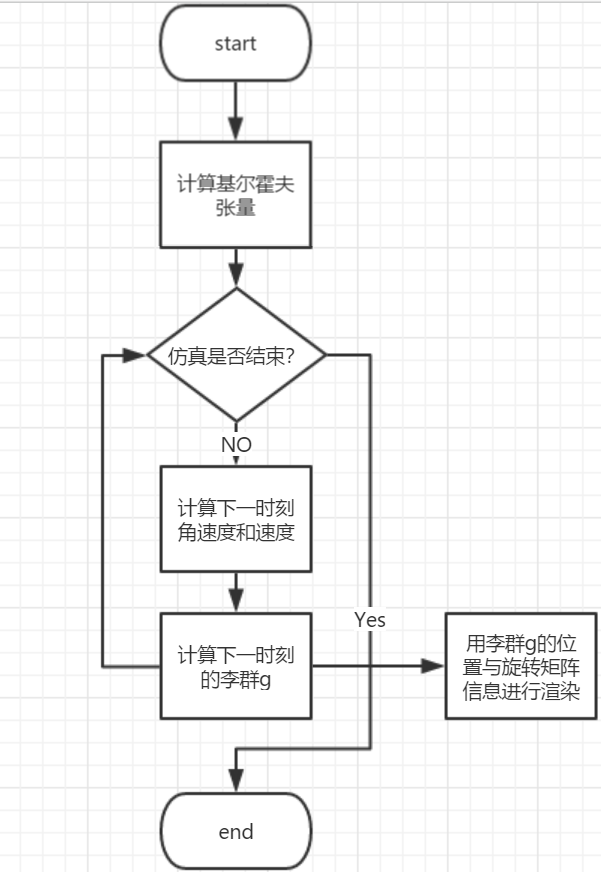 start
计算基尔霍夫
张量
仿真是否结束?
NO
计算下一时刻
角速度和速度
Yes
计算下一时刻
的李群g
用李群g的位
置与旋转矩阵
信息进行渲染
end